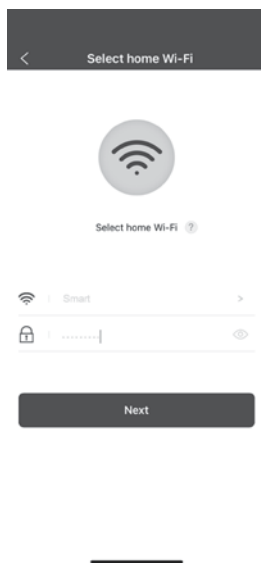 Select home Wi-Fi
Select home Wi-Fi ?
Smart
.........
Next